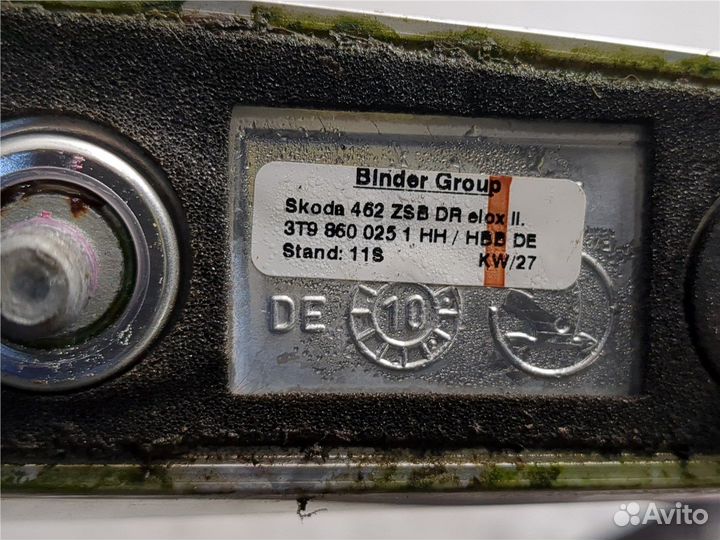 Binder Group
Skoda 462 ZSB DR elox li.
3T9 860 025 1 HH / HBB DE
Stand: 11S KW/27
DE 10
Avito